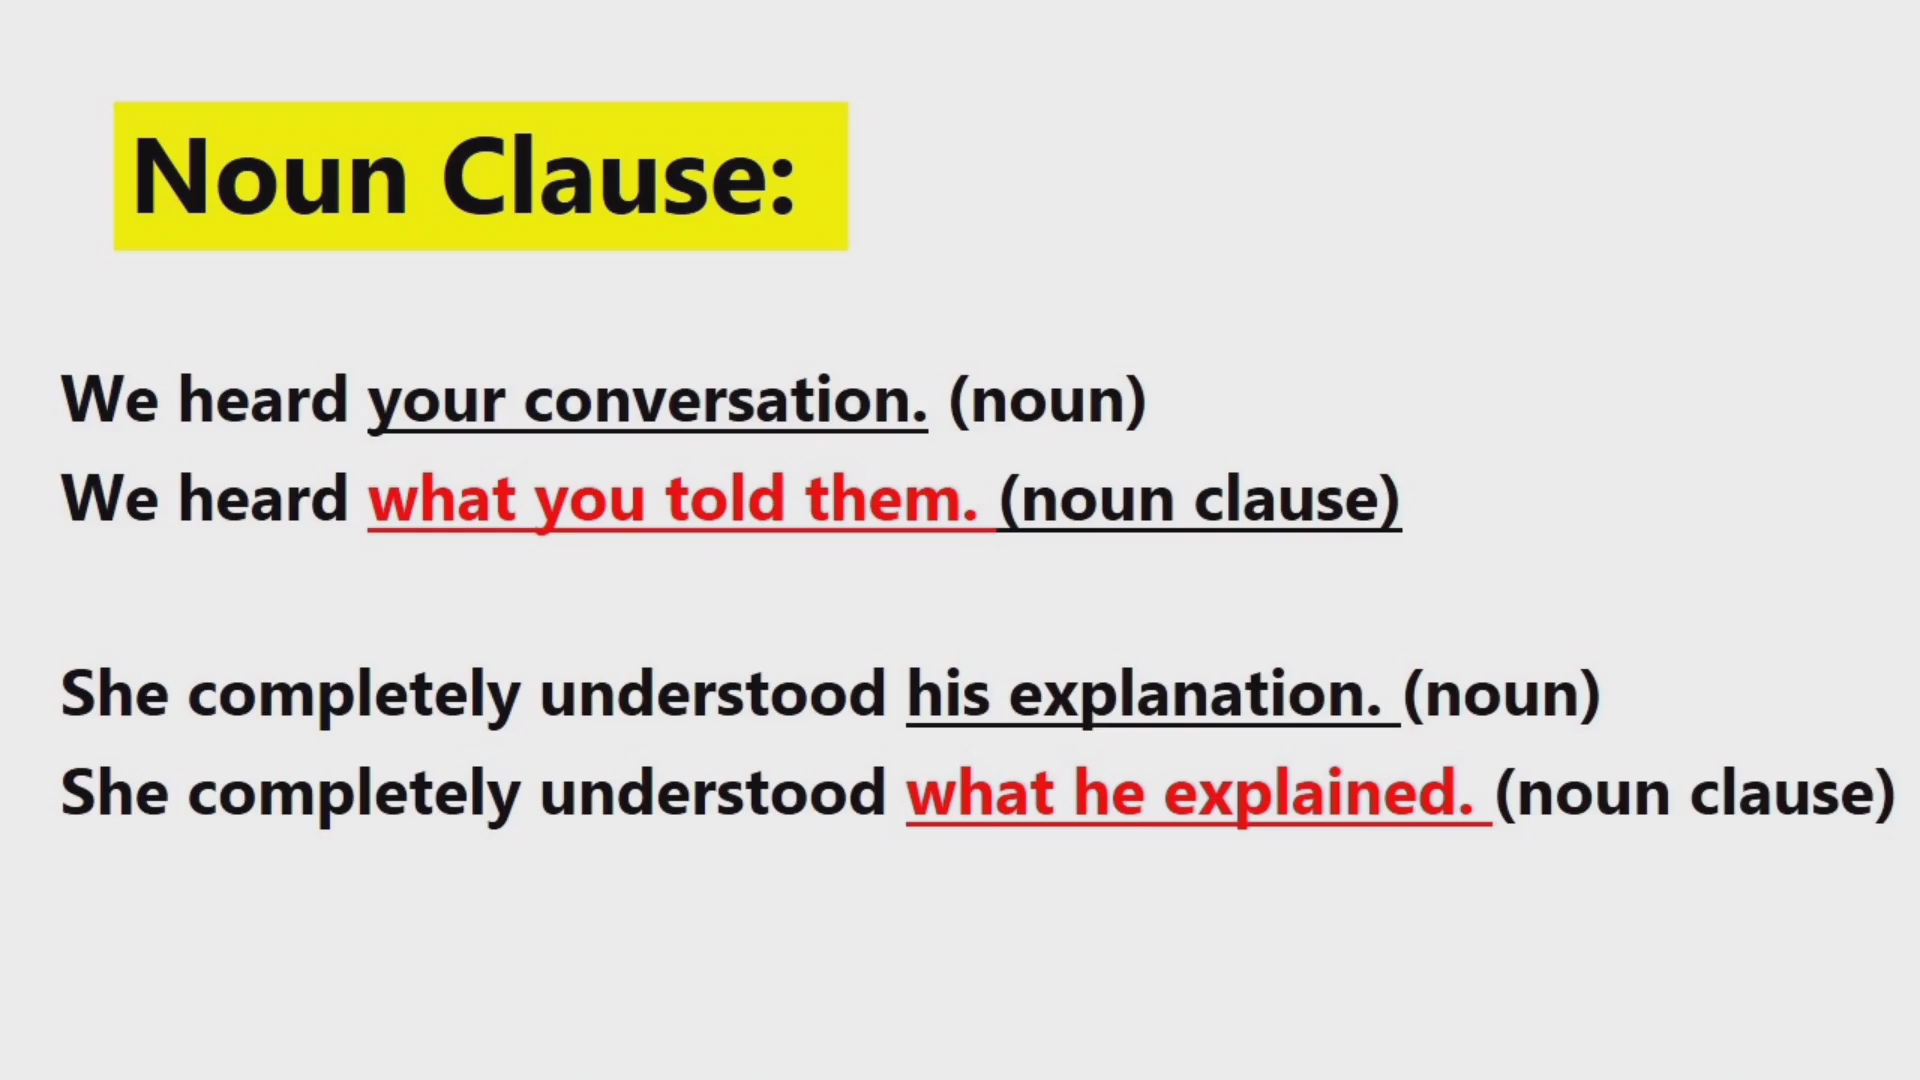 Noun Clause:
We heard your conversation. (noun)
We heard what you told them. (noun clause)
She completely understood his explanation. (noun)
She completely understood what he explained. (noun clause)